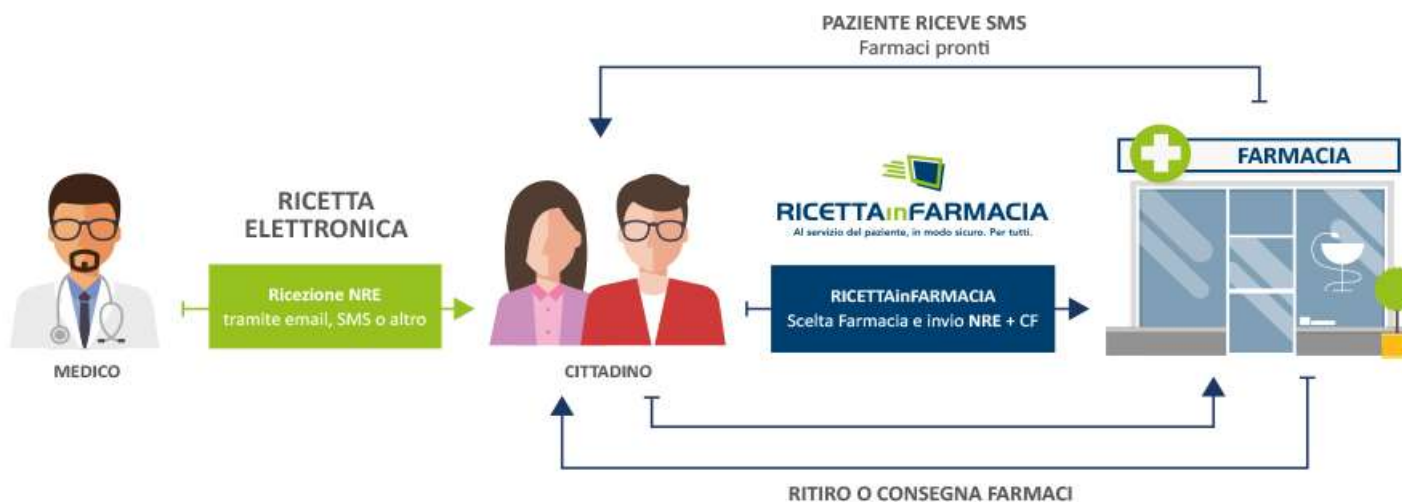 PAZIENTE RICEVE SMS
Farmaci pronti
FARMACIA
RICETTA
ELETTRONICA
RICETTAinFARMACIA
Al servizio del paziente, in modo sicuro. Per tutti.
Ricezione NRE
tramite email, SMS o altro
RICETTAinFARMACIA
Scelta Farmacia e invio NRE + CF
MEDICO
CITTADINO
RITIRO O CONSEGNA FARMACI